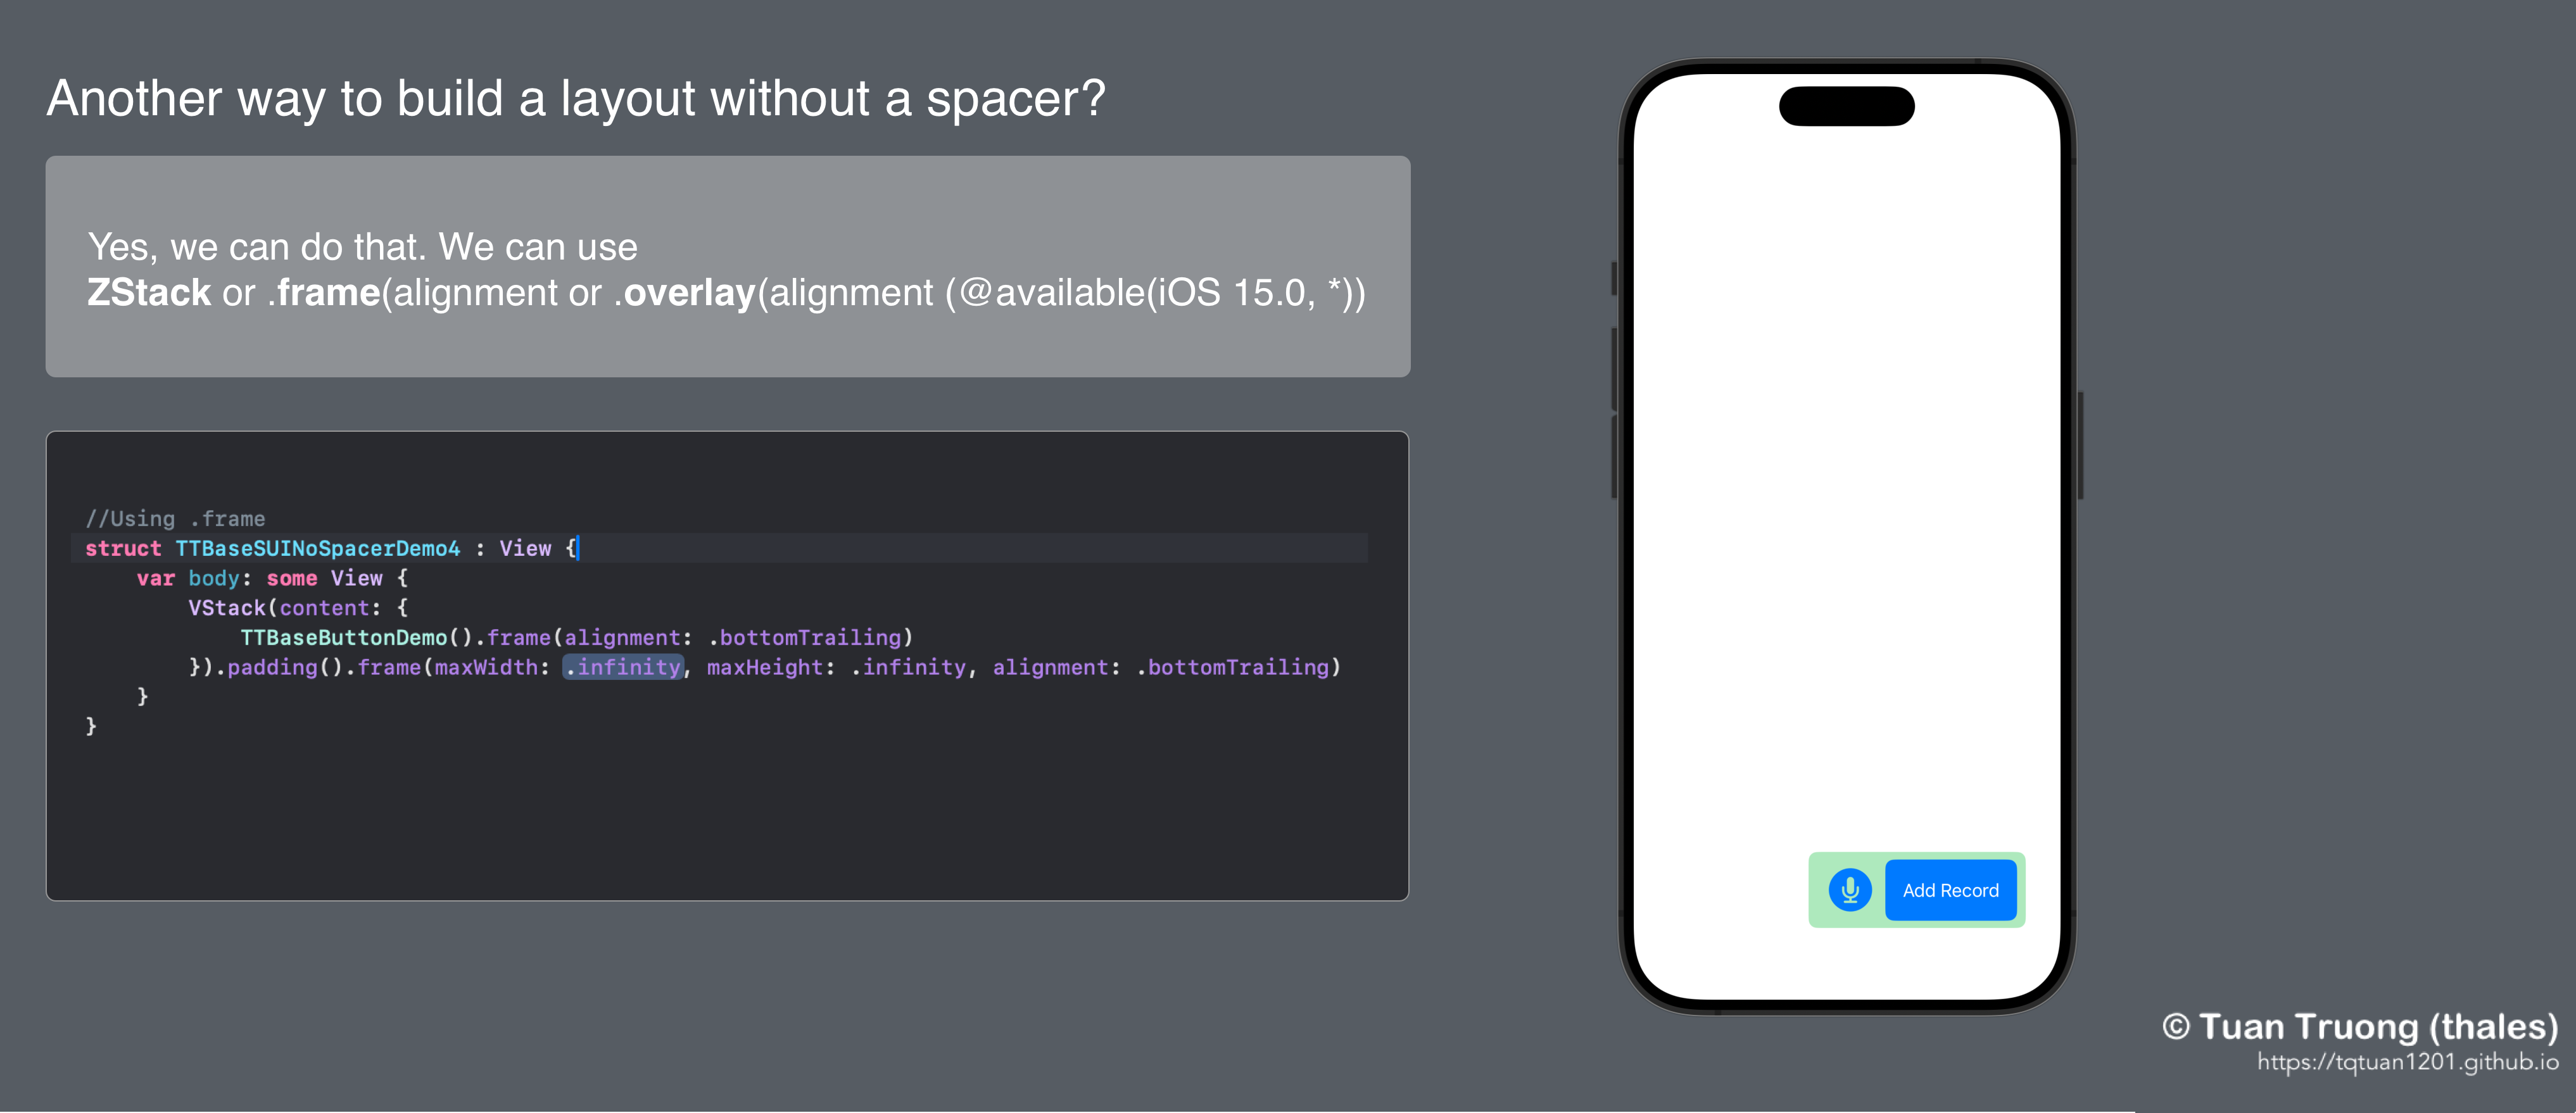 Another way to build a layout without a spacer?
Yes, we can do that. We can use
ZStack or .frame(alignment or .overlay(alignment (@available(iOS 15.0, *))
//Using .frame
struct TTBaseSUINoSpacerDemo4 : View {
var body: some View {
VStack(content: {
TTBaseButtonDemo().frame(alignment: .bottomTrailing)
}).padding().frame(maxWidth: .infinity, maxHeight: .infinity, alignment: .bottomTrailing)
}
}
Add Record
© Tuan Truong (thales)
https://tqtuan1201.github.io